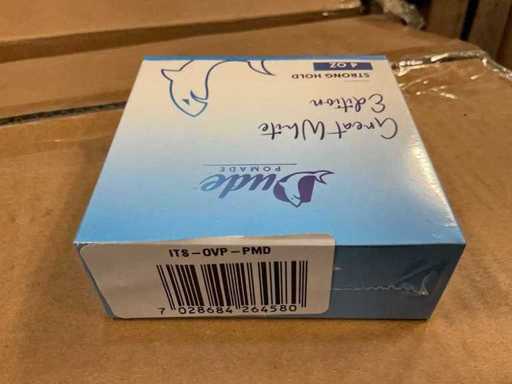 Dude
POMADE
Great White
Edition
STRONG HOLD
4 OZ
ITS-OVP-PMD
7 028684 264580